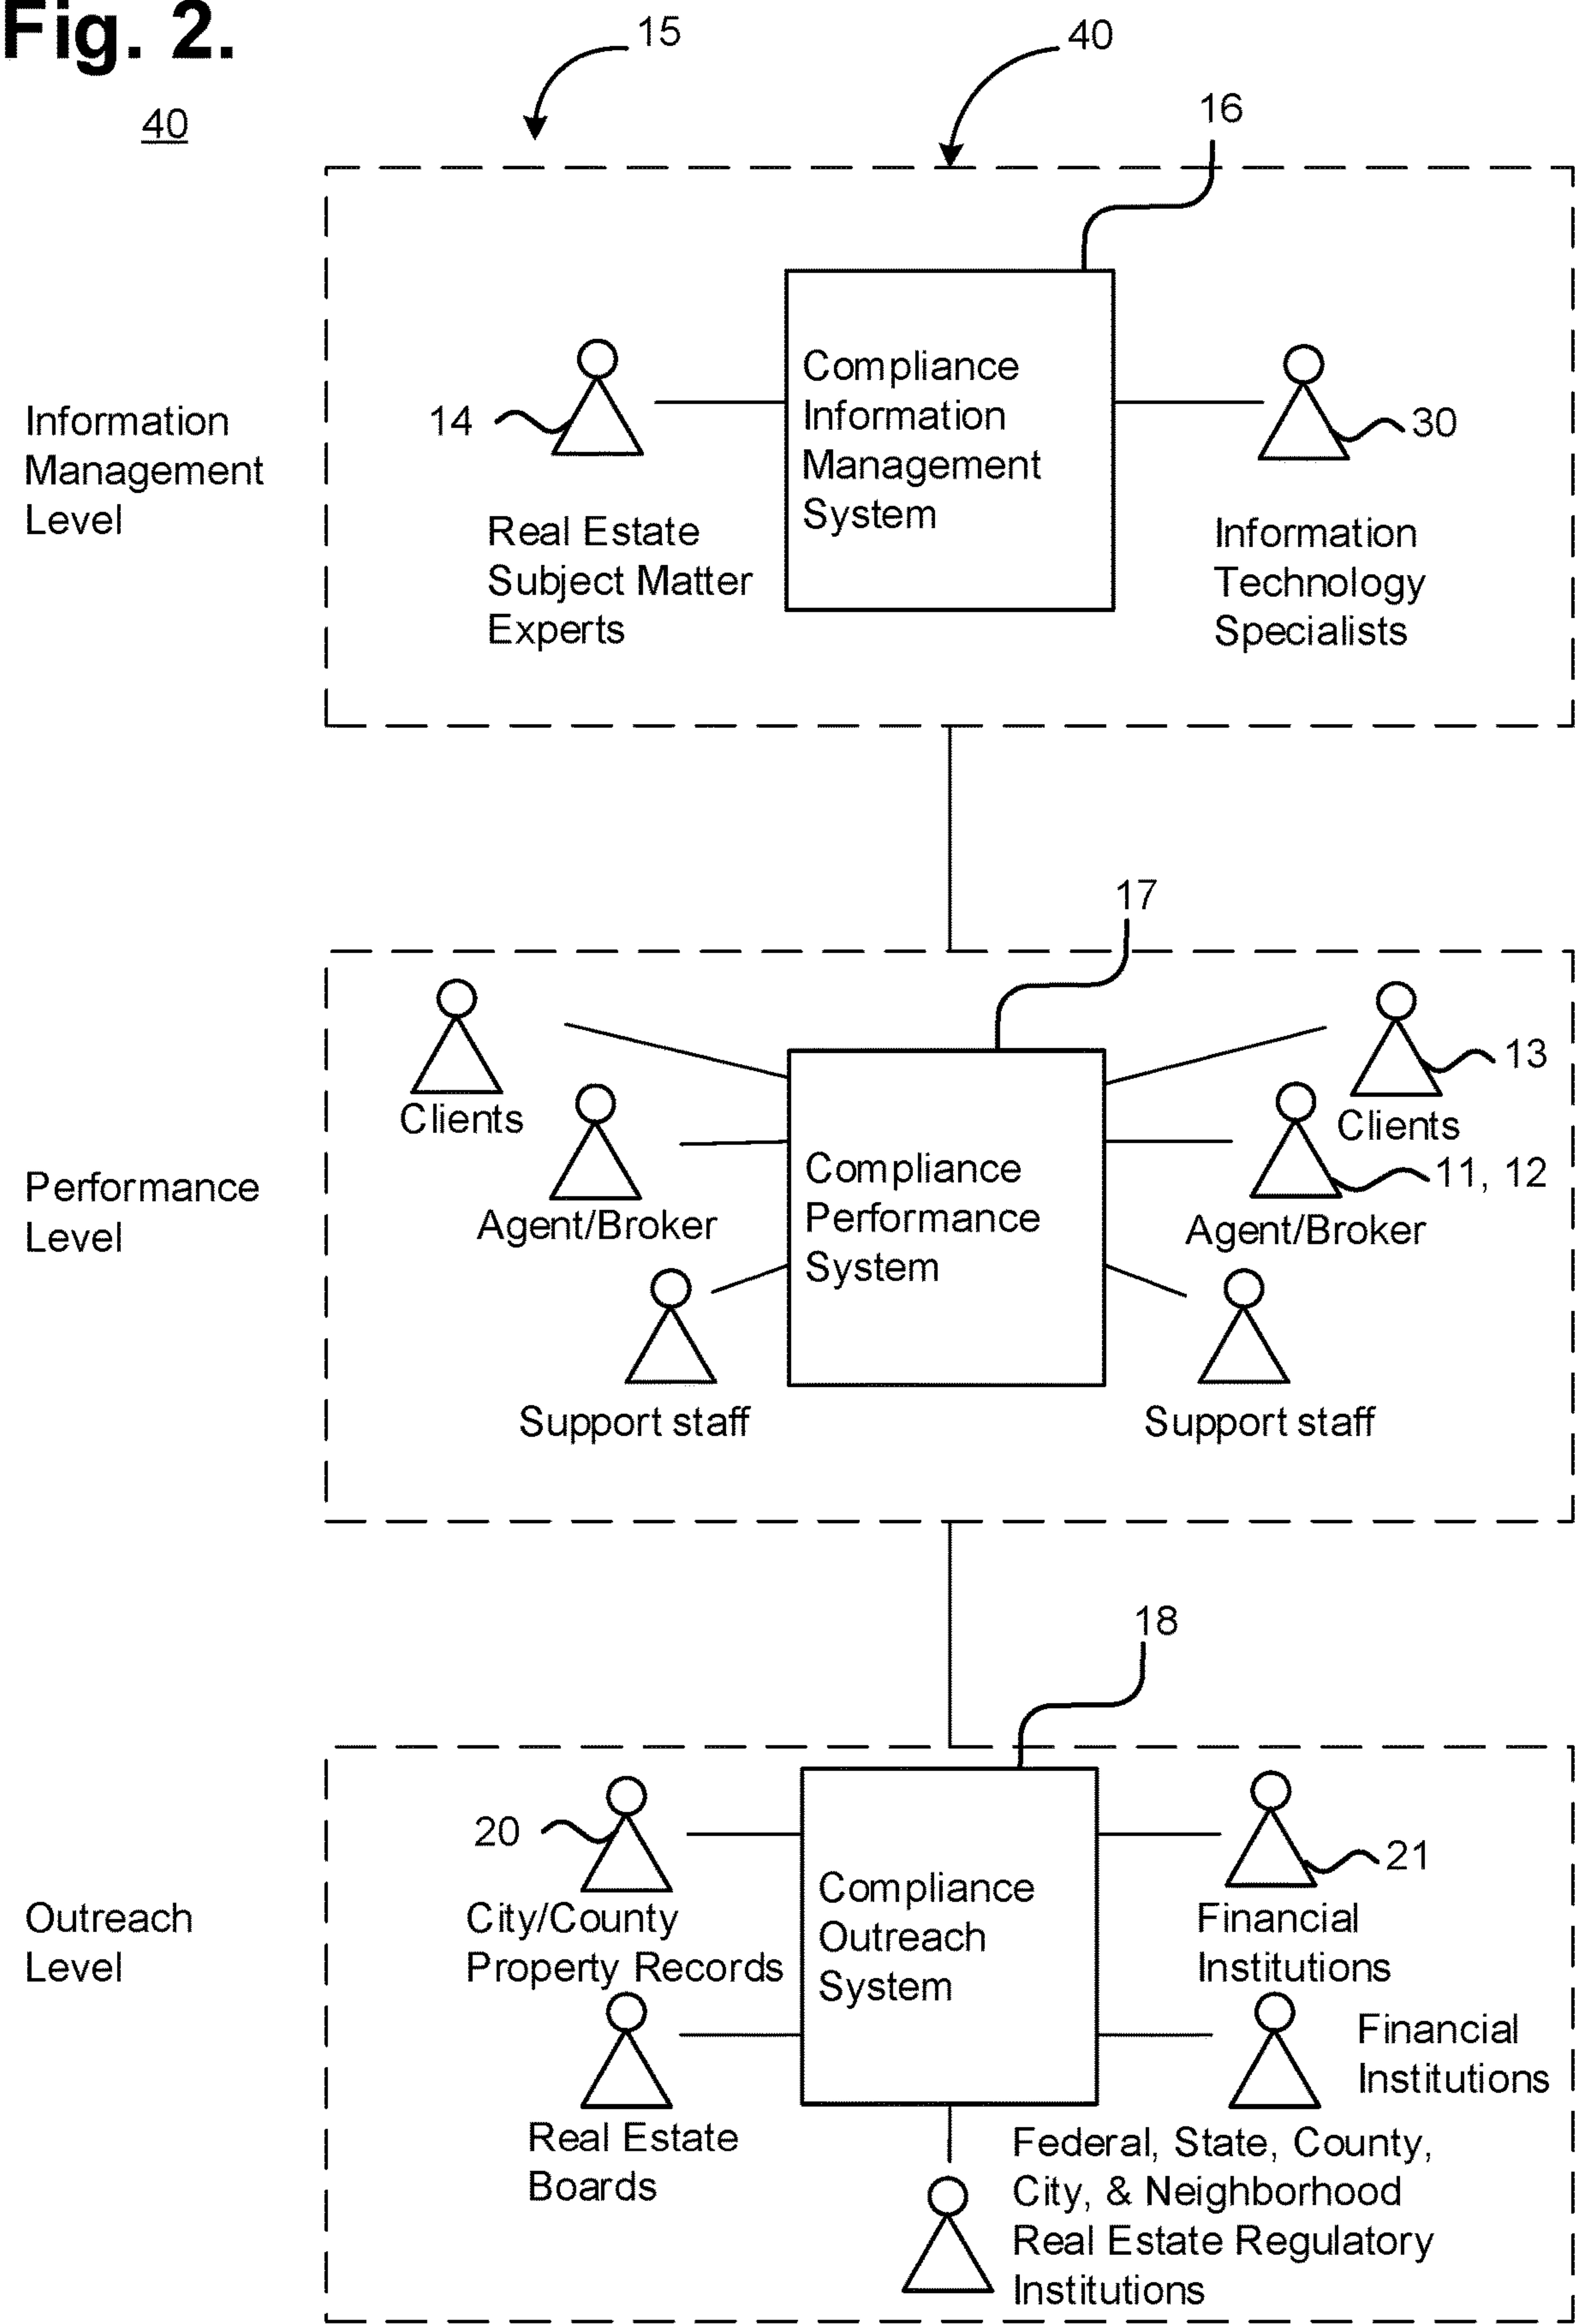 Fig. 2.
15
40
40
16
Information
Management
Level
14
Real Estate
Subject Matter
Experts
Compliance
Information
Management
System
30
Information
Technology
Specialists
17
Performance
Level
Clients
Agent/Broker
Support staff
Compliance
Performance
System
13
Clients
11, 12
Agent/Broker
Support staff
18
Outreach
Level
20
City/County
Property Records
Real Estate
Boards
Compliance
Outreach
System
21
Financial
Institutions
Financial
Institutions
Federal, State, County,
City, & Neighborhood
Real Estate Regulatory
Institutions